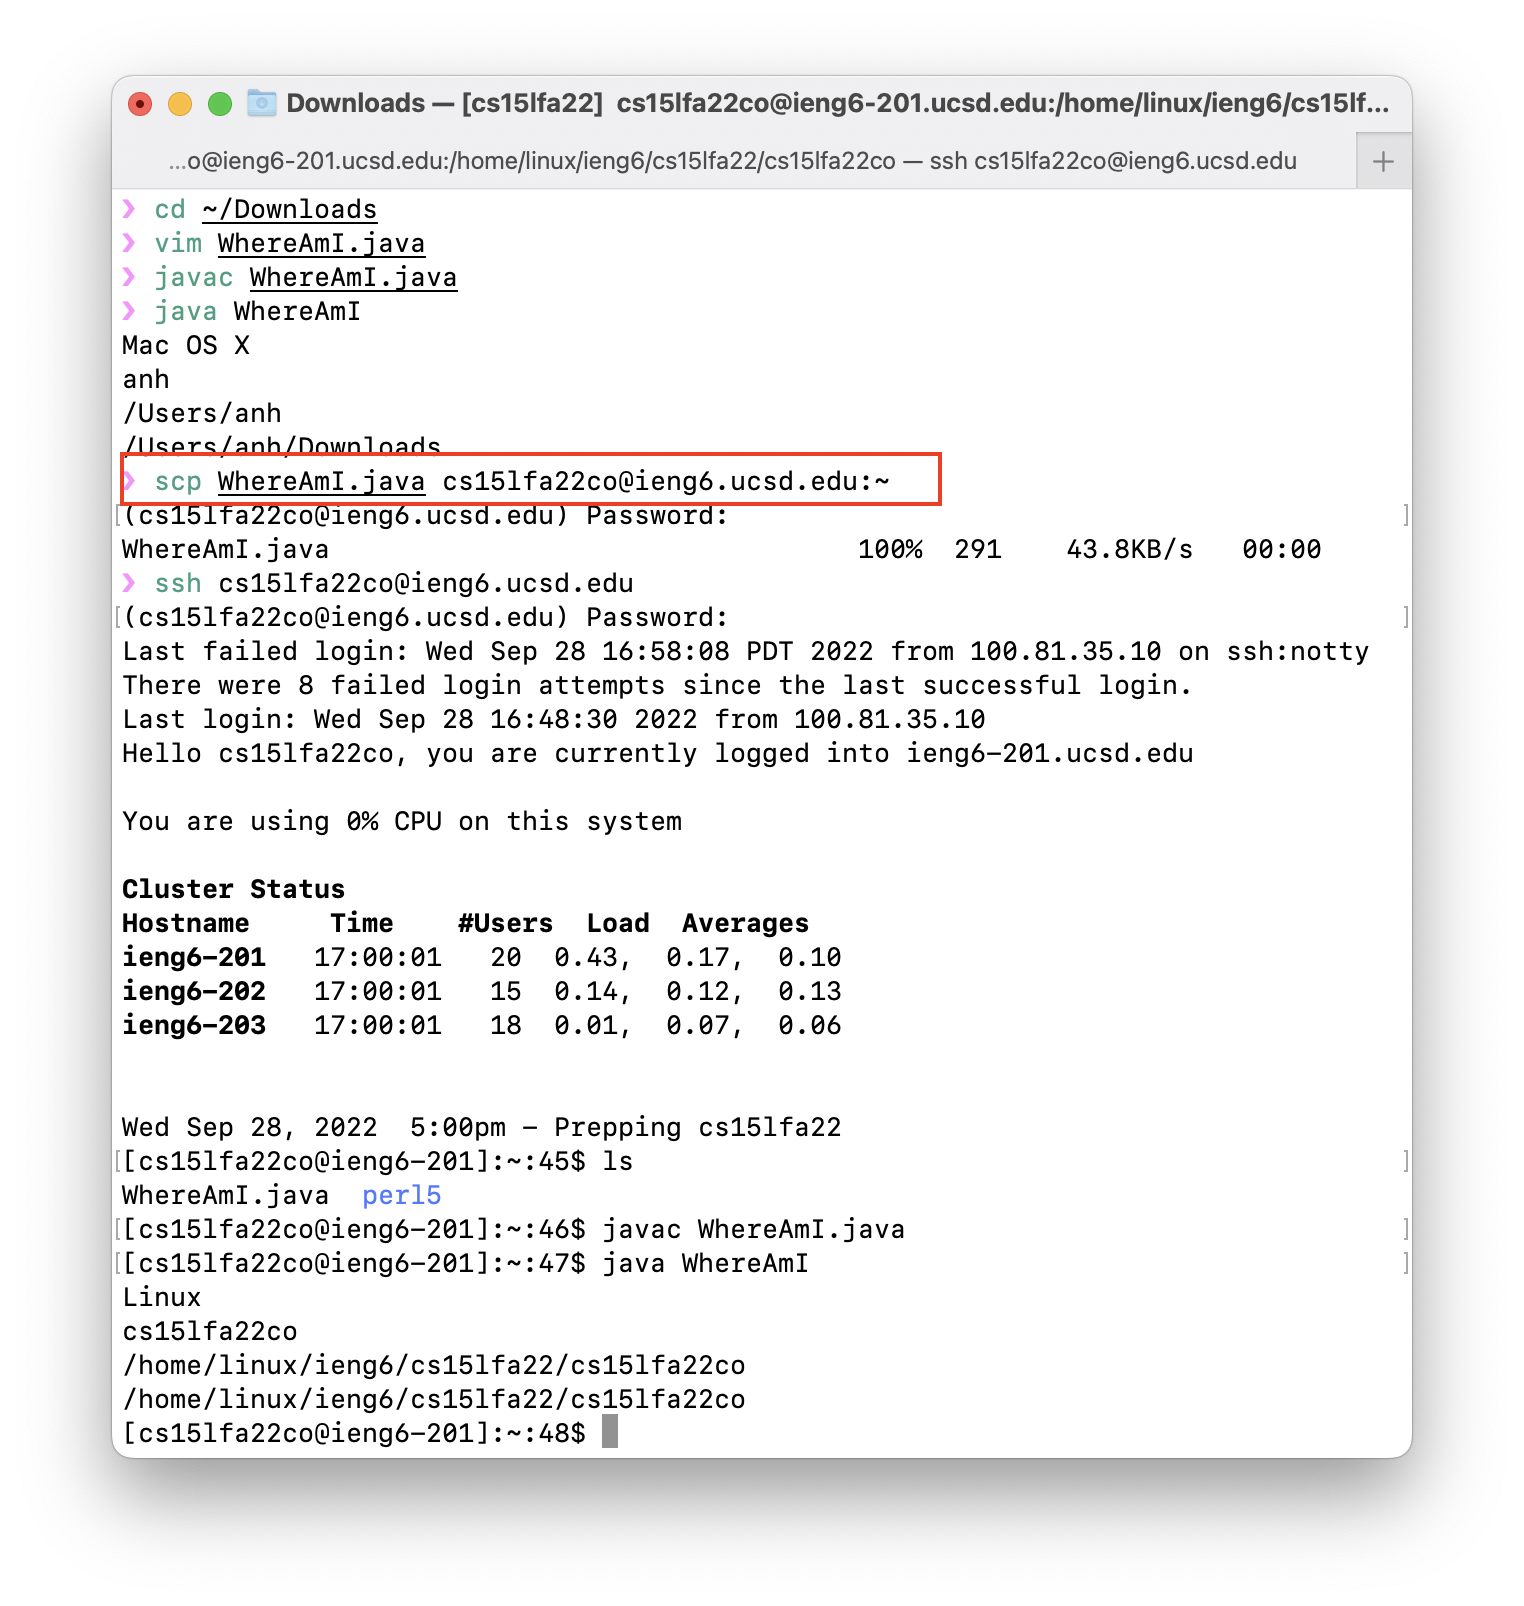 Downloads — [cs15lfa22] cs15lfa22co@ieng6-201.ucsd.edu:/home/linux/ieng6/cs15lf...
...o@ieng6-201.ucsd.edu:/home/linux/ieng6/cs15lfa22/cs15lfa22co — ssh cs15lfa22co@ieng6.ucsd.edu +
❯ cd ~/Downloads
❯ vim WhereAmI.java
❯ javac WhereAmI.java
❯ java WhereAmI
Mac OS X
anh
/Users/anh
/Users/anh/Downloads
❯ scp WhereAmI.java cs15lfa22co@ieng6.ucsd.edu:~
[(cs15lfa22co@ieng6.ucsd.edu) Password: ]
WhereAmI.java 100% 291 43.8KB/s 00:00
❯ ssh cs15lfa22co@ieng6.ucsd.edu
[(cs15lfa22co@ieng6.ucsd.edu) Password: ]
Last failed login: Wed Sep 28 16:58:08 PDT 2022 from 100.81.35.10 on ssh:notty
There were 8 failed login attempts since the last successful login.
Last login: Wed Sep 28 16:48:30 2022 from 100.81.35.10
Hello cs15lfa22co, you are currently logged into ieng6-201.ucsd.edu
You are using 0% CPU on this system
Cluster Status
Hostname Time #Users Load Averages
ieng6-201 17:00:01 20 0.43, 0.17, 0.10
ieng6-202 17:00:01 15 0.14, 0.12, 0.13
ieng6-203 17:00:01 18 0.01, 0.07, 0.06
Wed Sep 28, 2022 5:00pm - Prepping cs15lfa22
[[cs15lfa22co@ieng6-201]:~:45$ ls ]
WhereAmI.java perl5
[[cs15lfa22co@ieng6-201]:~:46$ javac WhereAmI.java ]
[[cs15lfa22co@ieng6-201]:~:47$ java WhereAmI ]
Linux
cs15lfa22co
/home/linux/ieng6/cs15lfa22/cs15lfa22co
/home/linux/ieng6/cs15lfa22/cs15lfa22co
[cs15lfa22co@ieng6-201]:~:48$